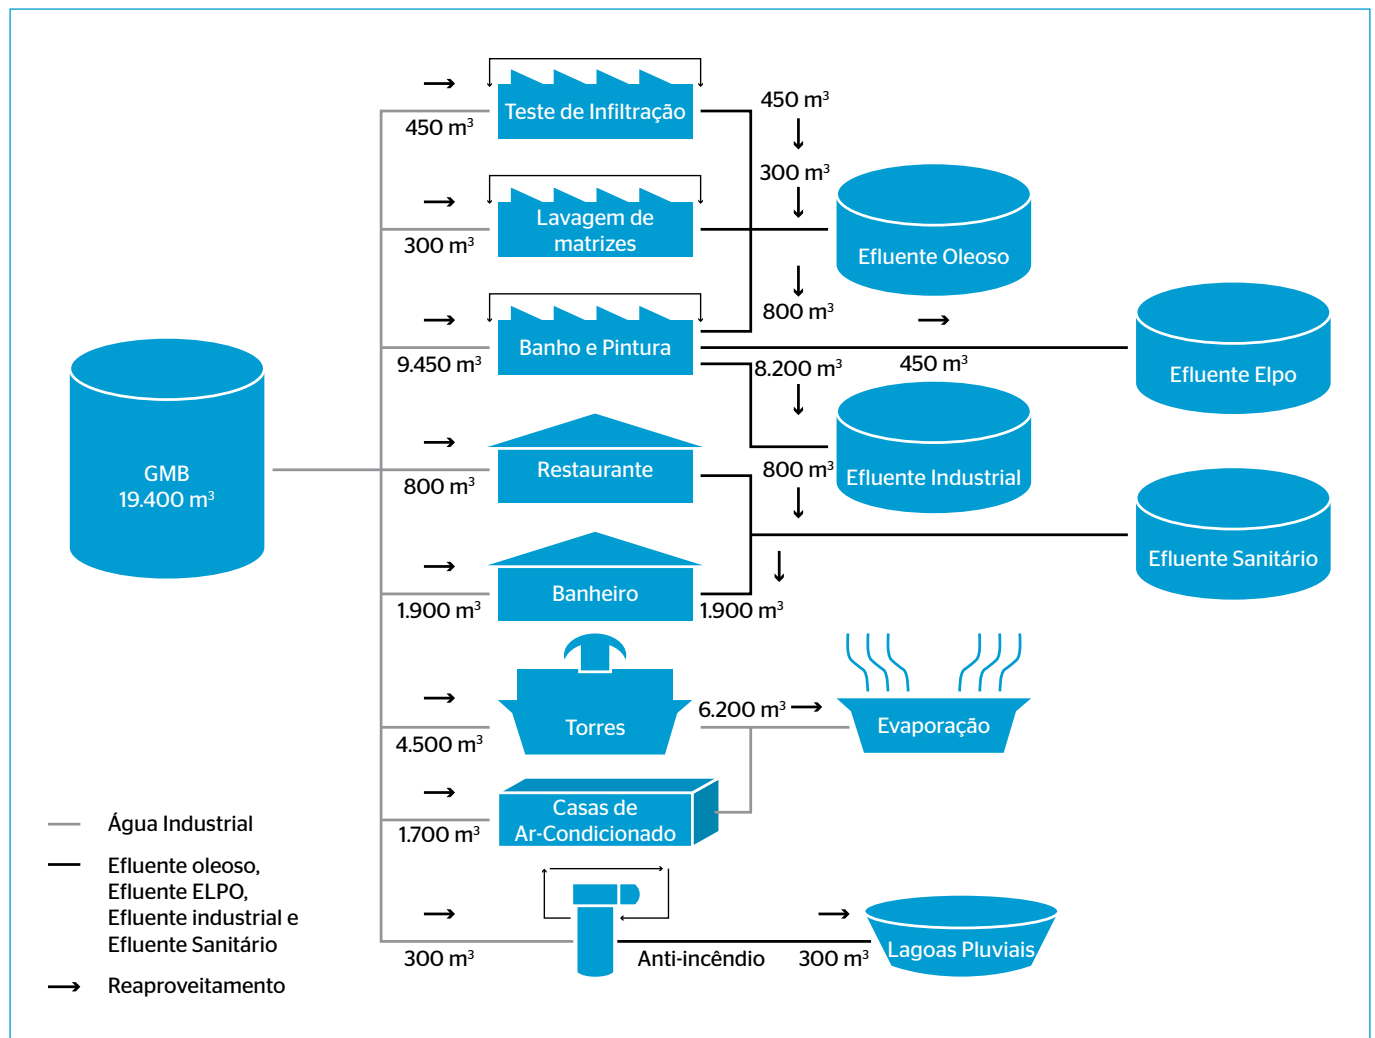 450 m³
Teste de Infiltração
450 m³
300 m³
300 m³
Lavagem de
matrizes
Efluente Oleoso
800 m³
9.450 m³
Banho e Pintura
8.200 m³
450 m³
Efluente Elpo
GMB
19.400 m³
800 m³
Restaurante
800 m³
Efluente Industrial
1.900 m³
Banheiro
1.900 m³
Efluente Sanitário
4.500 m³
Torres
6.200 m³
Evaporação
1.700 m³
Casas de
Ar-Condicionado
300 m³
Anti-incêndio
300 m³
Lagoas Pluviais
Água Industrial
Efluente oleoso,
Efluente ELPO,
Efluente industrial e
Efluente Sanitário
Reaproveitamento